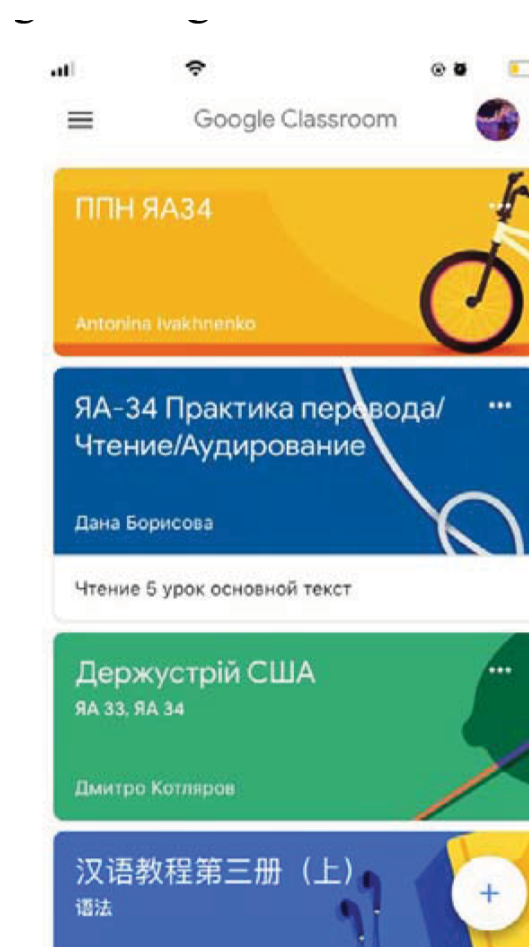 Google Classroom
ППН ЯА34
Antonina Ivakhnenko
ЯА-34 Практика перевода/
Чтение/Аудирование
Дана Борисова
Чтение 5 урок основной текст
Держустрій США
ЯА 33, ЯА 34
Дмитро Котляров
汉语教程第三册（上）
语法